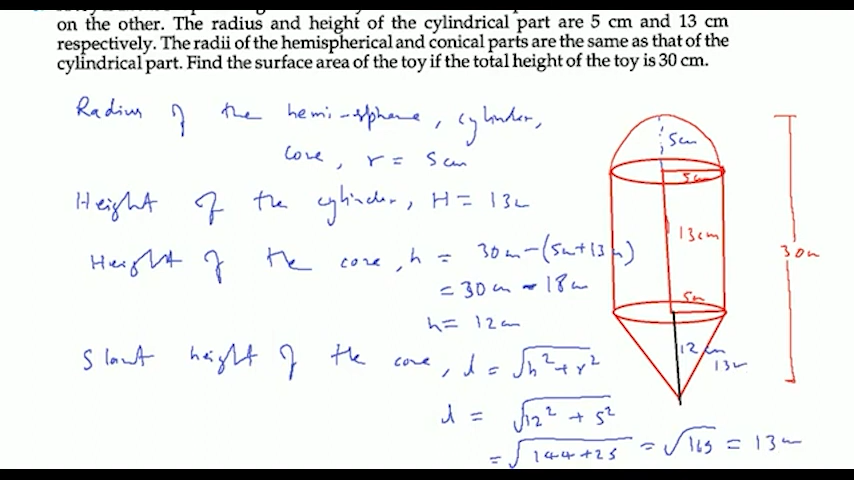 on the other. The radius and height of the cylindrical part are 5 cm and 13 cm
respectively. The radii of the hemispherical and conical parts are the same as that of the
cylindrical part. Find the surface area of the toy if the total height of the toy is 30 cm.
Radius of the hemi-sphere, cylinder,
cone, r = 5cm
Height of the cylinder, H = 13cm
Height of the cone, h = 30cm - (5cm+13cm)
= 30cm - 18cm
h = 12cm
Slant height of the cone, l = √h²+r²
l = √12² + 5²
= √144+25 = √169 = 13cm
5cm
5cm
13cm
30cm
5cm
12cm
13cm